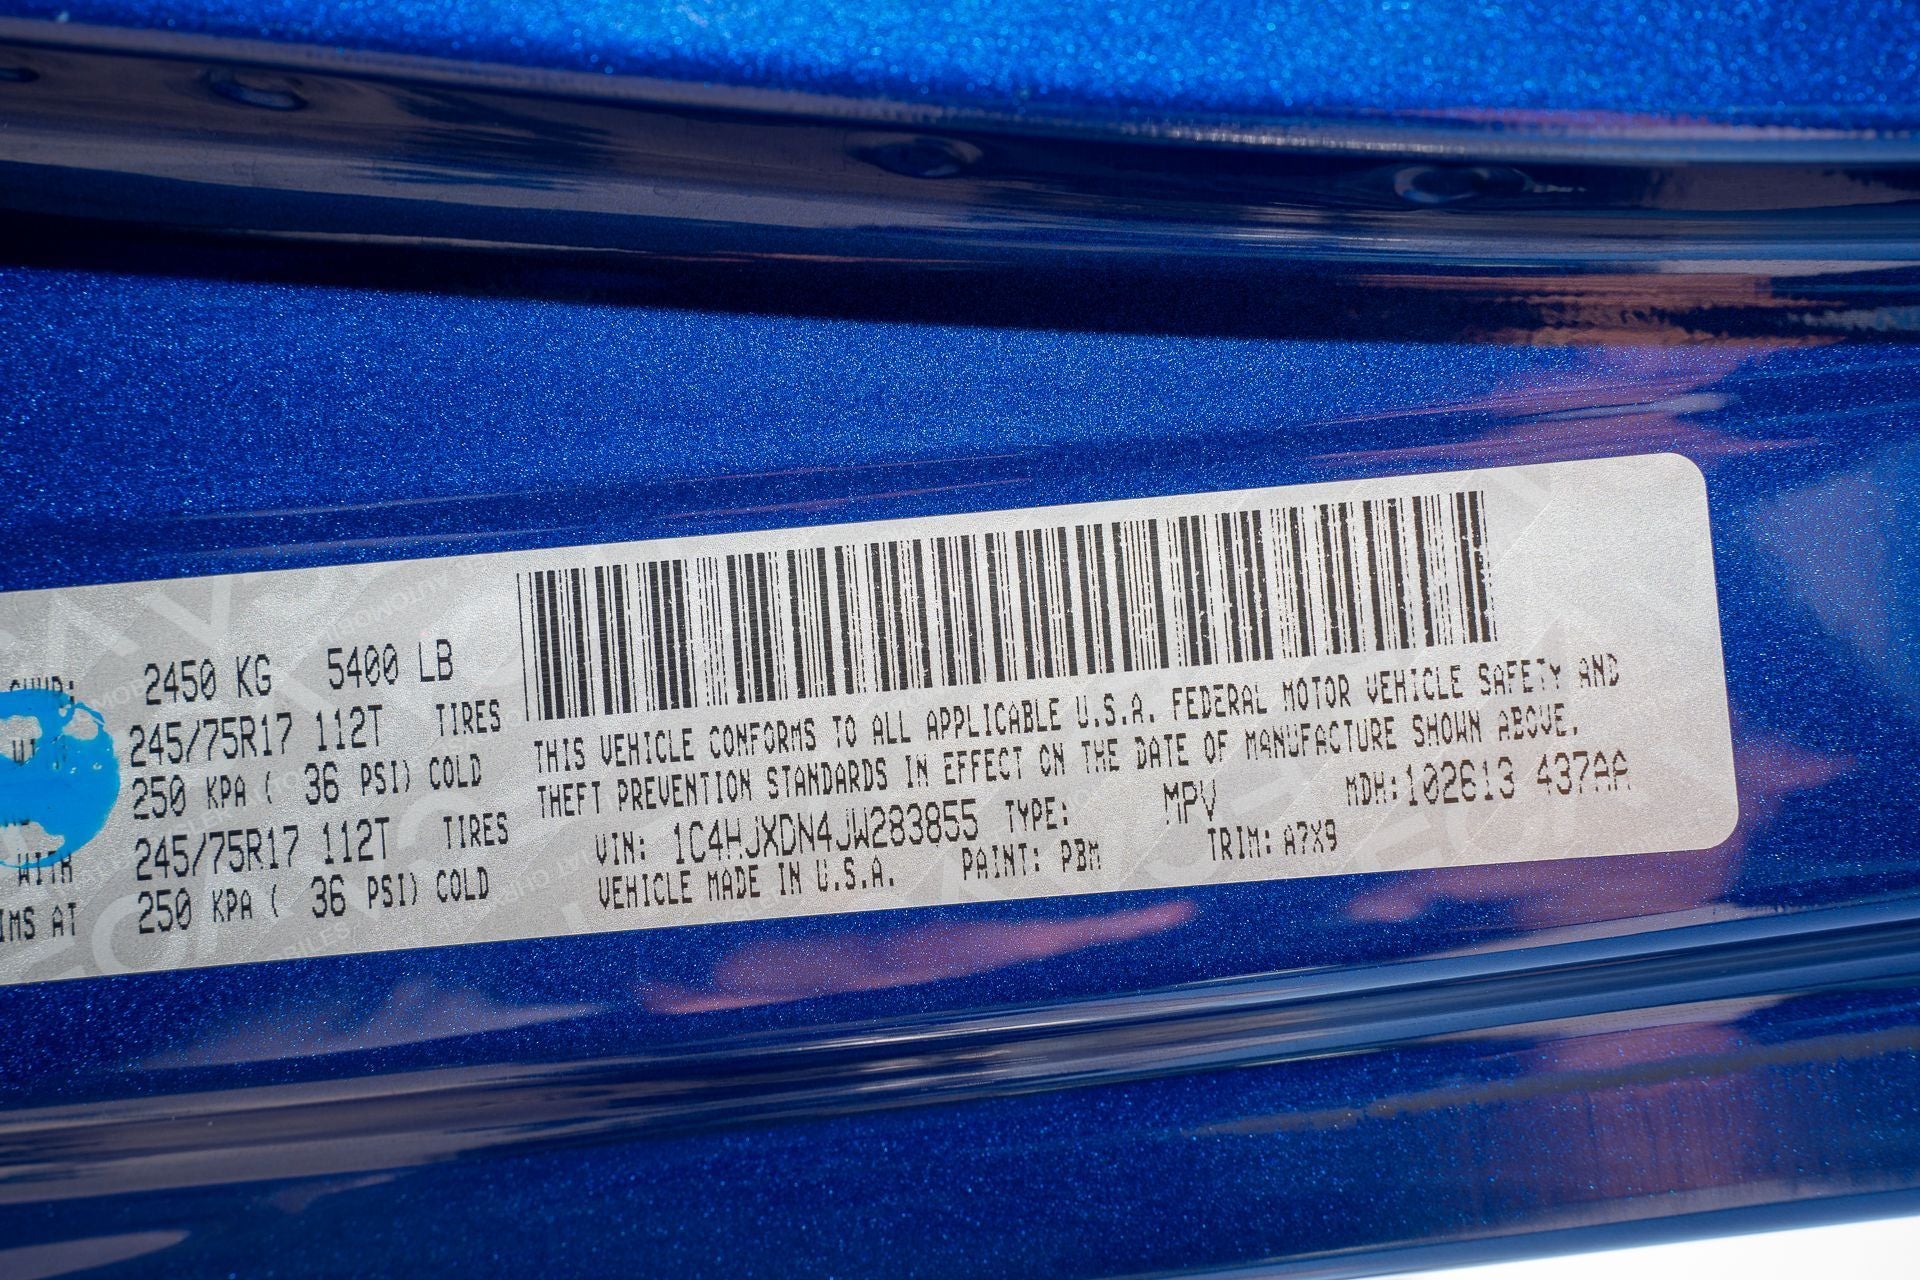 GVWR: 2450 KG 5400 LB
WITH 245/75R17 112T TIRES
250 KPA ( 36 PSI) COLD
WITH 245/75R17 112T TIRES
IMS AT 250 KPA ( 36 PSI) COLD
THIS VEHICLE CONFORMS TO ALL APPLICABLE U.S.A. FEDERAL MOTOR VEHICLE SAFETY AND
THEFT PREVENTION STANDARDS IN EFFECT ON THE DATE OF MANUFACTURE SHOWN ABOVE.
VIN: 1C4HJXDN4JW283855 TYPE: MPV MDH:102613 437AA
VEHICLE MADE IN U.S.A. PAINT: PBM TRIM: A7X9